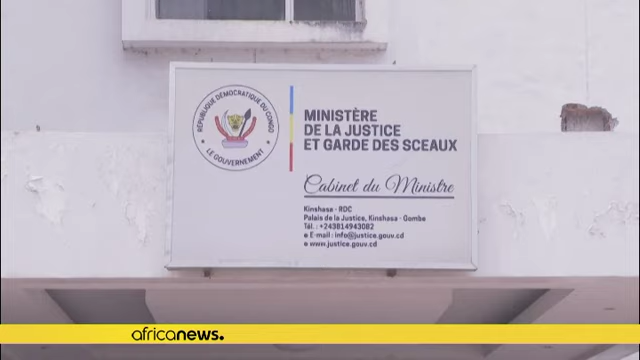 RÉPUBLIQUE DÉMOCRATIQUE DU CONGO
LE GOUVERNEMENT
MINISTÈRE
DE LA JUSTICE
ET GARDE DES SCEAUX
Cabinet du Ministre
Kinshasa - RDC
Palais de la Justice, Kinshasa - Gombe
Tél. : +243814943082
E-mail : info@justice.gouv.cd
www.justice.gouv.cd
africanews.